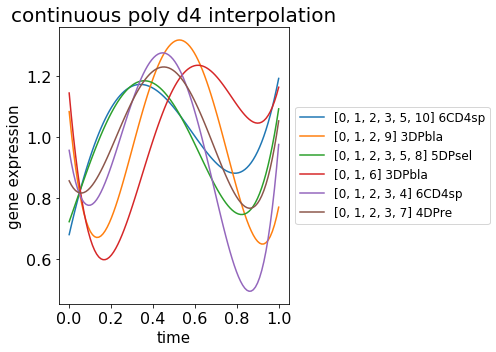 continuous poly d4 interpolation
gene expression
1.2
1.0
0.8
0.6
0.0 0.2 0.4 0.6 0.8 1.0
time
[0, 1, 2, 3, 5, 10] 6CD4sp
[0, 1, 2, 9] 3DPbla
[0, 1, 2, 3, 5, 8] 5DPsel
[0, 1, 6] 3DPbla
[0, 1, 2, 3, 4] 6CD4sp
[0, 1, 2, 3, 7] 4DPre